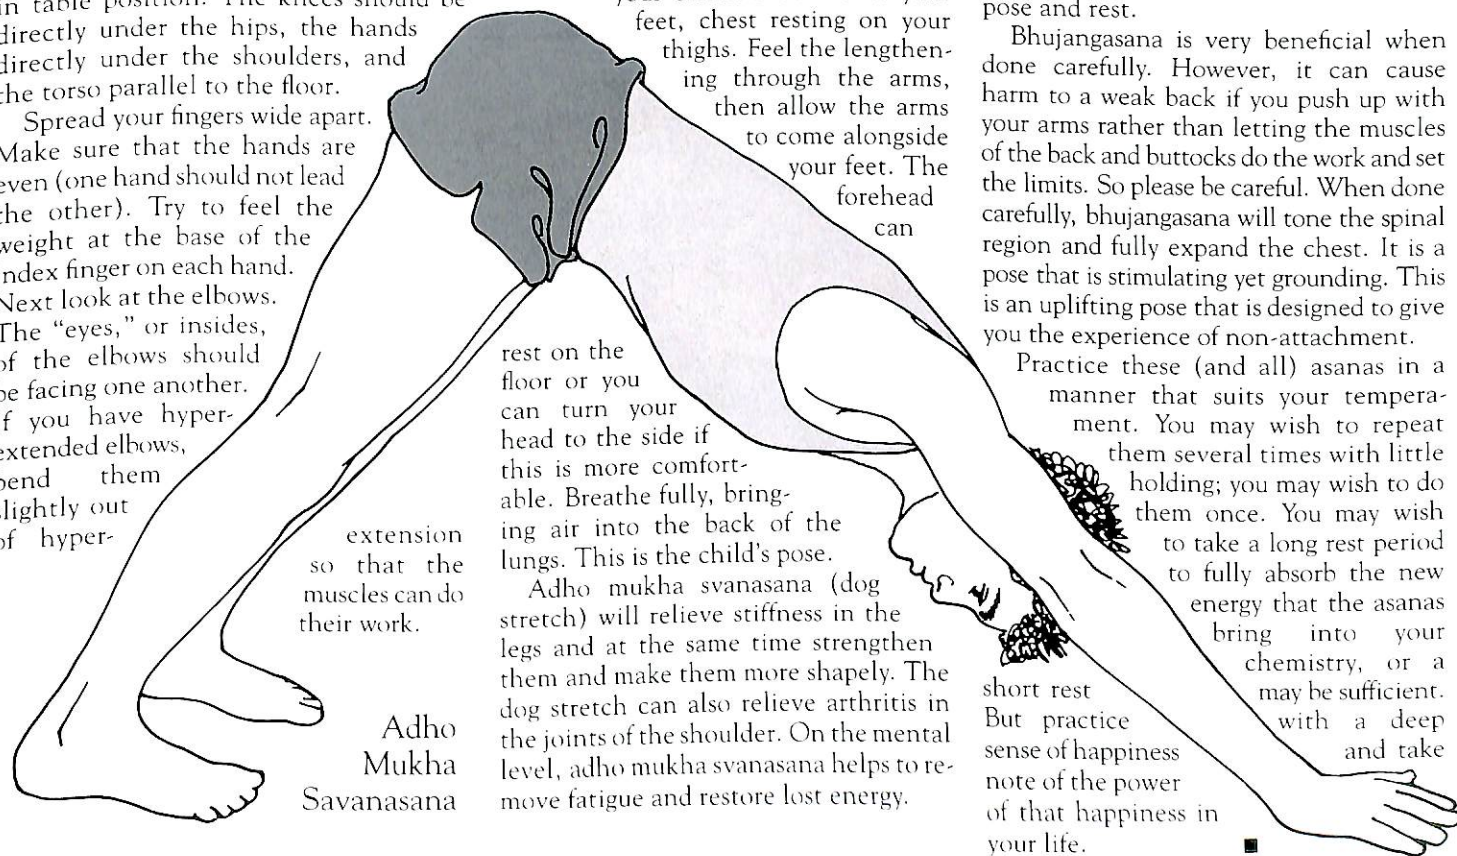 in table position. The knees should be
directly under the hips, the hands
directly under the shoulders, and
the torso parallel to the floor.
Spread your fingers wide apart.
Make sure that the hands are
even (one hand should not lead
the other). Try to feel the
weight at the base of the
index finger on each hand.
Next look at the elbows.
The “eyes,” or insides,
of the elbows should
be facing one another.
If you have hyper-
extended elbows,
bend them
slightly out
of hyper- extension
so that the
muscles can do
their work.
Adho
Mukha
Savanasana
feet, chest resting on your
thighs. Feel the lengthen-
ing through the arms,
then allow the arms
to come alongside
your feet. The
forehead
can
rest on the
floor or you
can turn your
head to the side if
this is more comfort-
able. Breathe fully, bring-
ing air into the back of the
lungs. This is the child’s pose.
Adho mukha svanasana (dog
stretch) will relieve stiffness in the
legs and at the same time strengthen
them and make them more shapely. The
dog stretch can also relieve arthritis in
the joints of the shoulder. On the mental
level, adho mukha svanasana helps to re-
move fatigue and restore lost energy.
pose and rest.
Bhujangasana is very beneficial when
done carefully. However, it can cause
harm to a weak back if you push up with
your arms rather than letting the muscles
of the back and buttocks do the work and set
the limits. So please be careful. When done
carefully, bhujangasana will tone the spinal
region and fully expand the chest. It is a
pose that is stimulating yet grounding. This
is an uplifting pose that is designed to give
you the experience of non-attachment.
Practice these (and all) asanas in a
manner that suits your tempera-
ment. You may wish to repeat
them several times with little
holding; you may wish to do
them once. You may wish
to take a long rest period
to fully absorb the new
energy that the asanas
bring into your
chemistry, or a
short rest may be sufficient.
But practice with a deep
sense of happiness and take
note of the power
of that happiness in
your life.